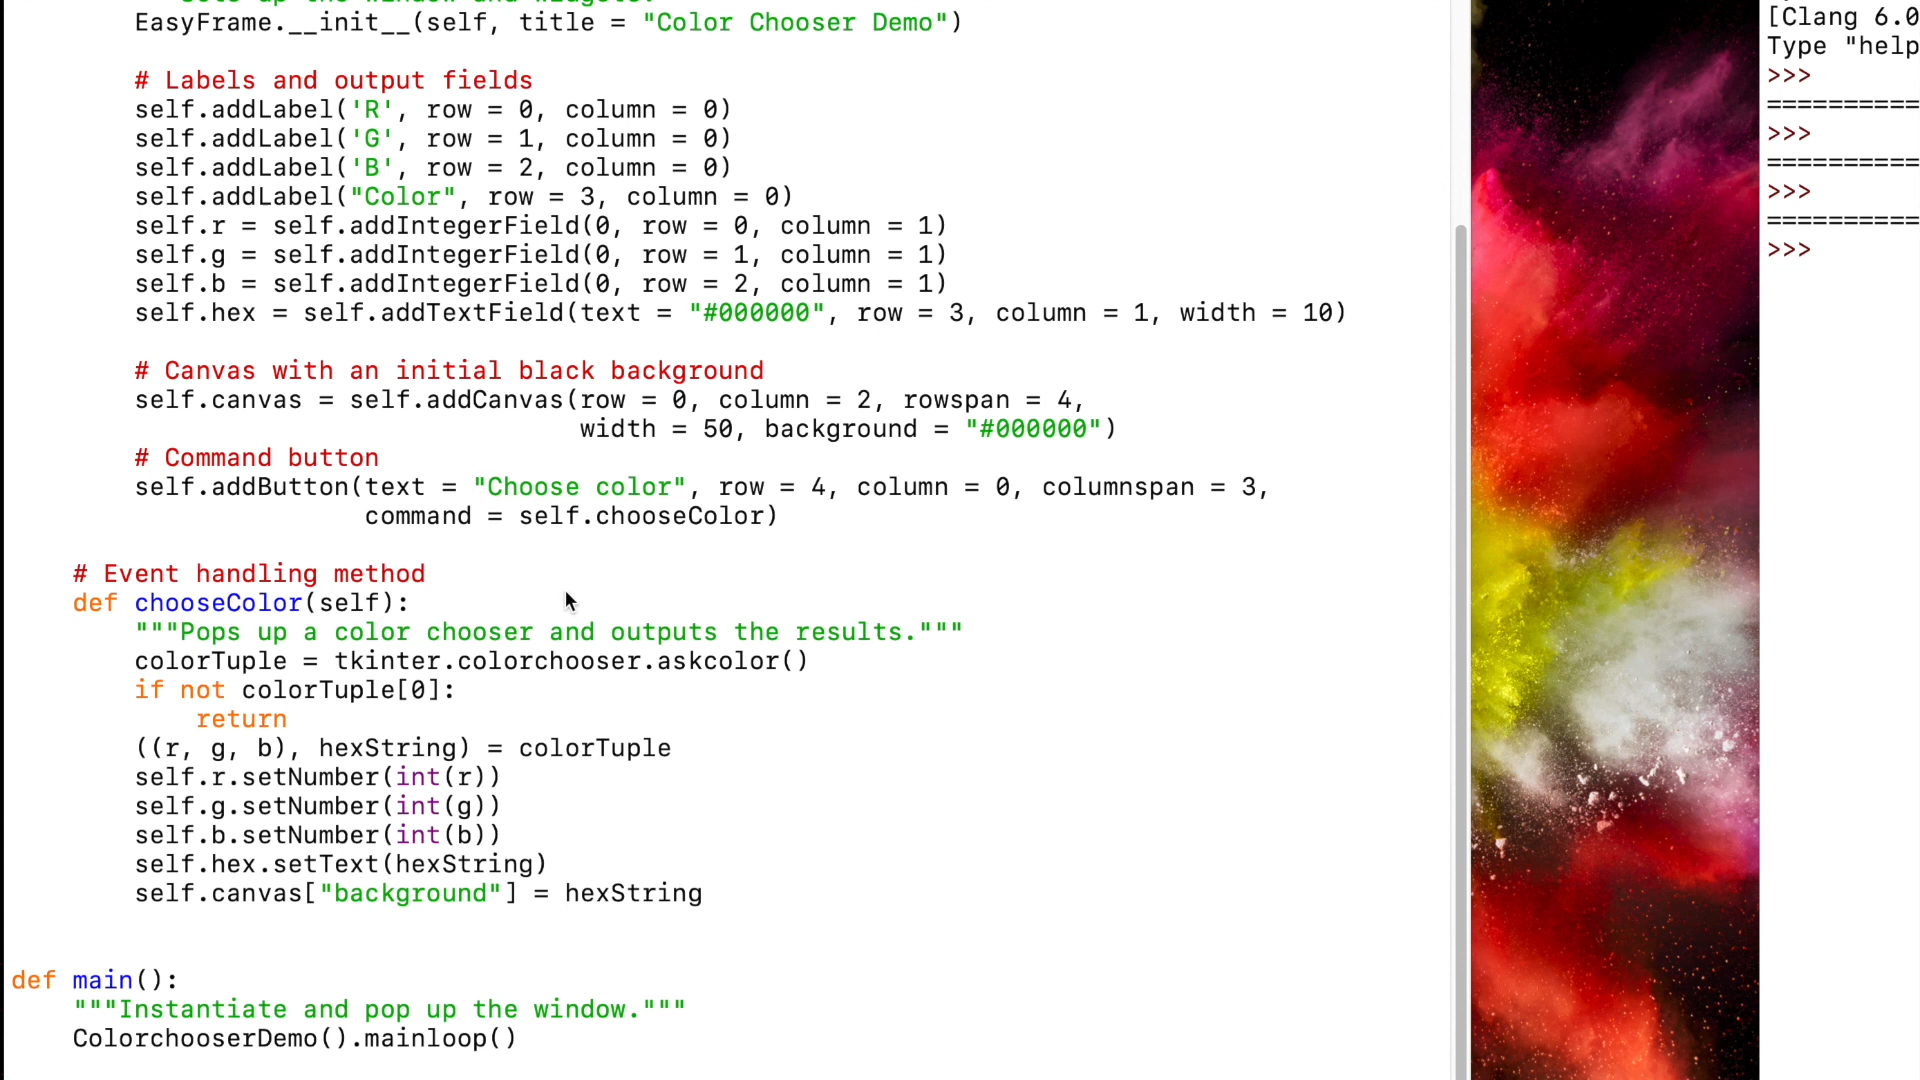 EasyFrame.__init__(self, title = "Color Chooser Demo")
# Labels and output fields
self.addLabel('R', row = 0, column = 0)
self.addLabel('G', row = 1, column = 0)
self.addLabel('B', row = 2, column = 0)
self.addLabel("Color", row = 3, column = 0)
self.r = self.addIntegerField(0, row = 0, column = 1)
self.g = self.addIntegerField(0, row = 1, column = 1)
self.b = self.addIntegerField(0, row = 2, column = 1)
self.hex = self.addTextField(text = "#000000", row = 3, column = 1, width = 10)
# Canvas with an initial black background
self.canvas = self.addCanvas(row = 0, column = 2, rowspan = 4,
width = 50, background = "#000000")
# Command button
self.addButton(text = "Choose color", row = 4, column = 0, columnspan = 3,
command = self.chooseColor)
# Event handling method
def chooseColor(self):
"""Pops up a color chooser and outputs the results."""
colorTuple = tkinter.colorchooser.askcolor()
if not colorTuple[0]:
return
((r, g, b), hexString) = colorTuple
self.r.setNumber(int(r))
self.g.setNumber(int(g))
self.b.setNumber(int(b))
self.hex.setText(hexString)
self.canvas["background"] = hexString
def main():
"""Instantiate and pop up the window."""
ColorchooserDemo().mainloop()
[Clang 6.0
Type "help
>>>
==========
>>>
==========
>>>
==========
>>>